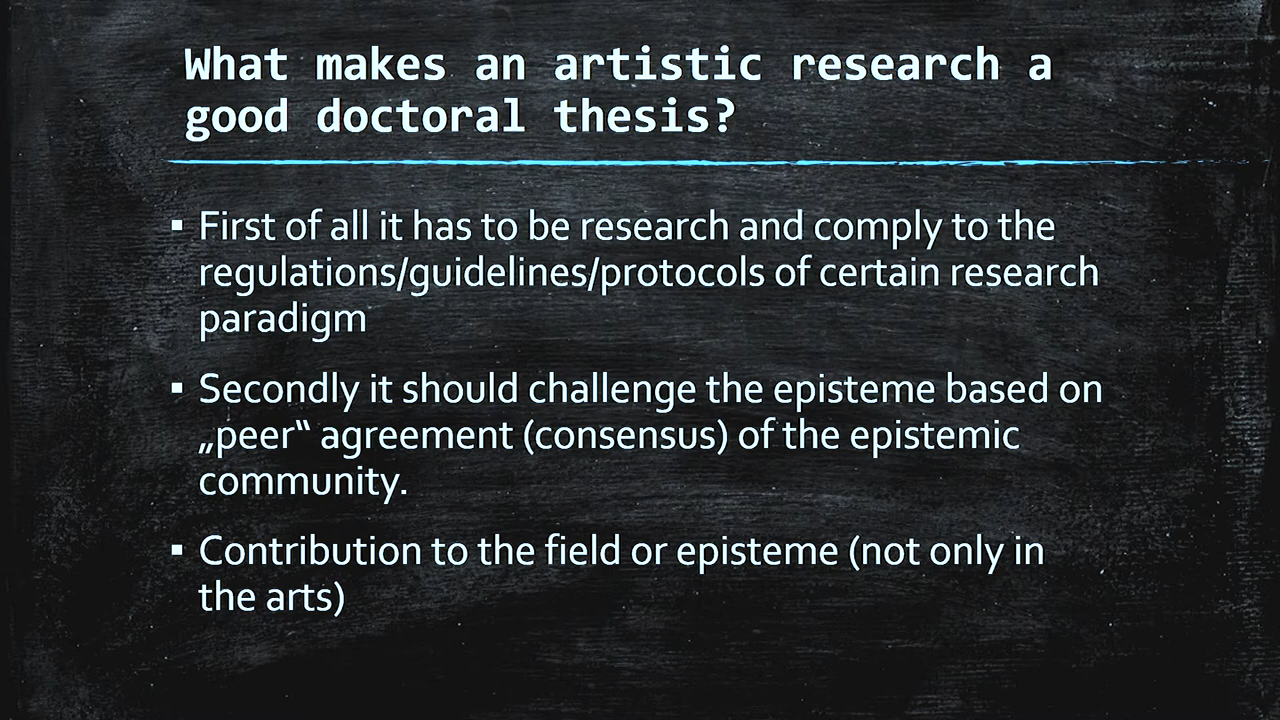 What makes an artistic research a
good doctoral thesis?
▪ First of all it has to be research and comply to the
regulations/guidelines/protocols of certain research
paradigm
▪ Secondly it should challenge the episteme based on
„peer“ agreement (consensus) of the epistemic
community.
▪ Contribution to the field or episteme (not only in
the arts)